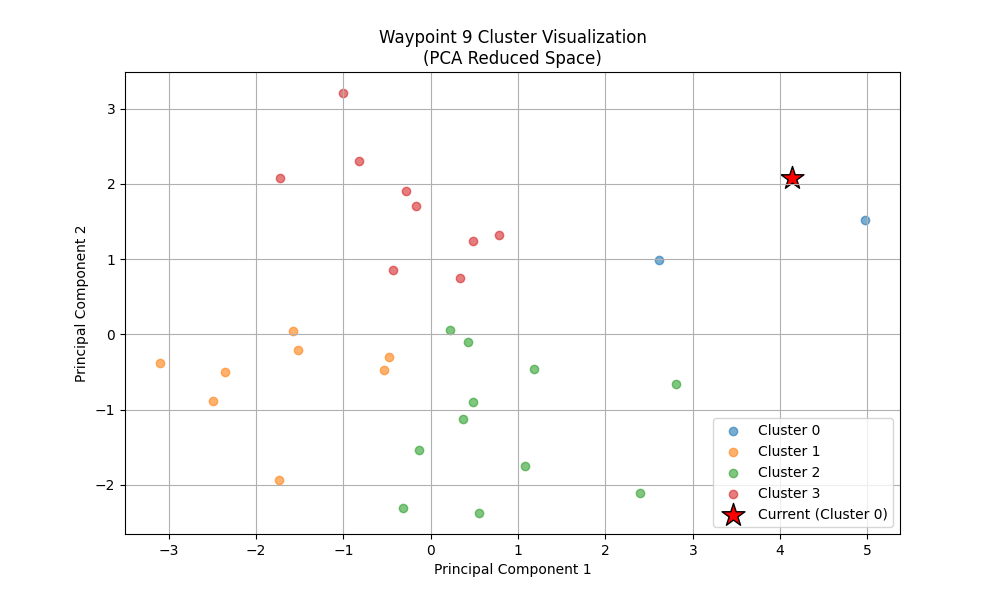 Waypoint 9 Cluster Visualization
(PCA Reduced Space)
Principal Component 2
3
2
1
0
−1
−2
−3
−2
−1
0
1
2
3
4
5
Principal Component 1
Cluster 0
Cluster 1
Cluster 2
Cluster 3
Current (Cluster 0)